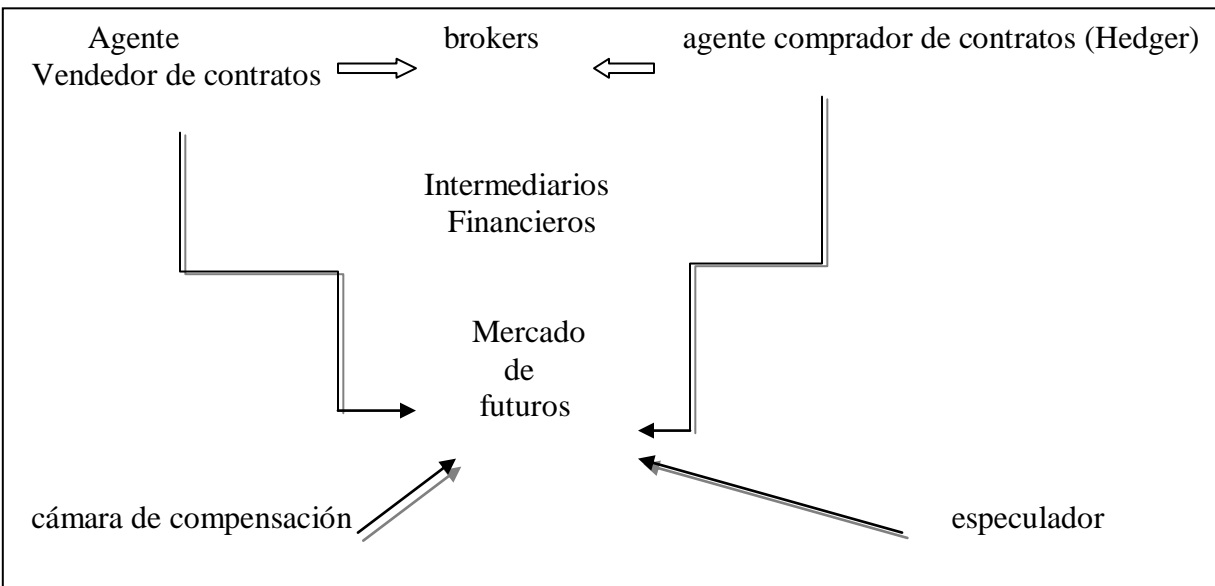 Agente
Vendedor de contratos
brokers
agente comprador de contratos (Hedger)
Intermediarios
Financieros
Mercado
de
futuros
cámara de compensación
especulador